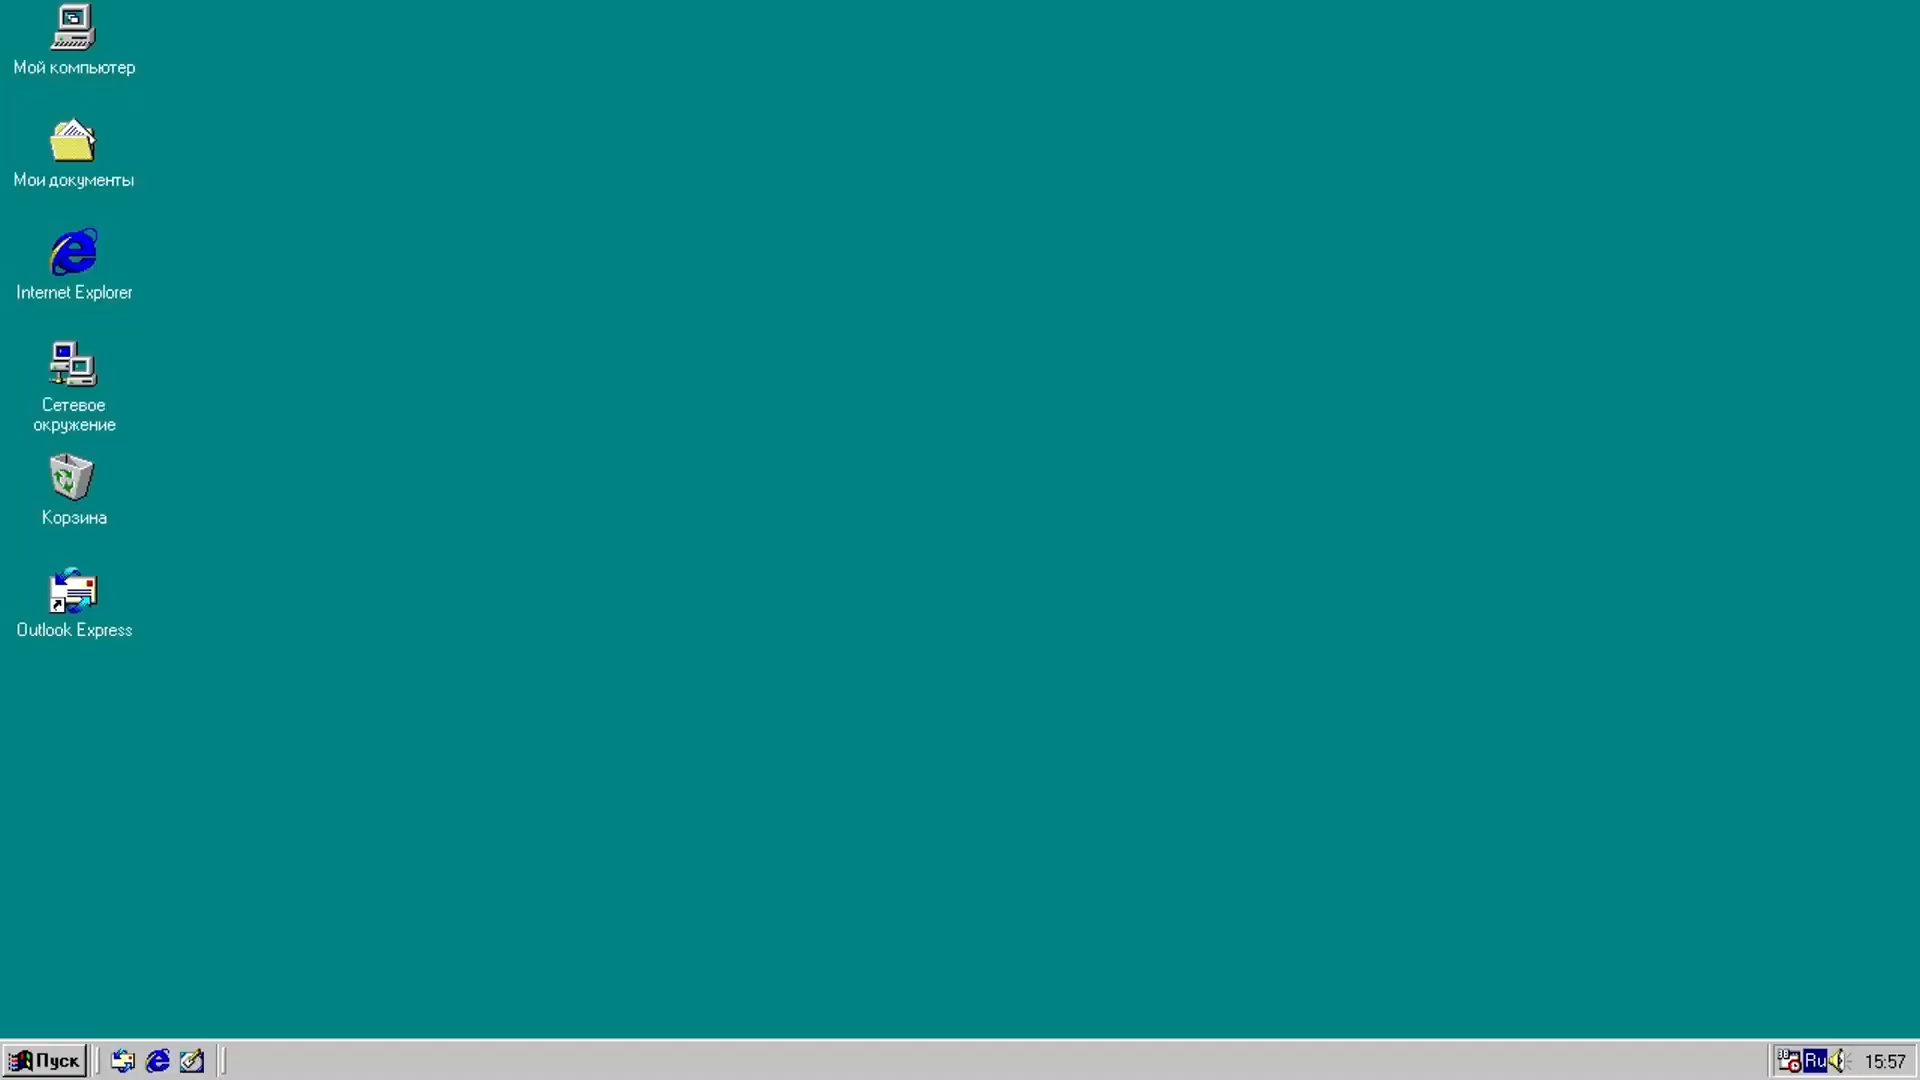 Мой компьютер
Мои документы
Internet Explorer
Сетевое
окружение
Корзина
Outlook Express
Пуск
Ru
15:57